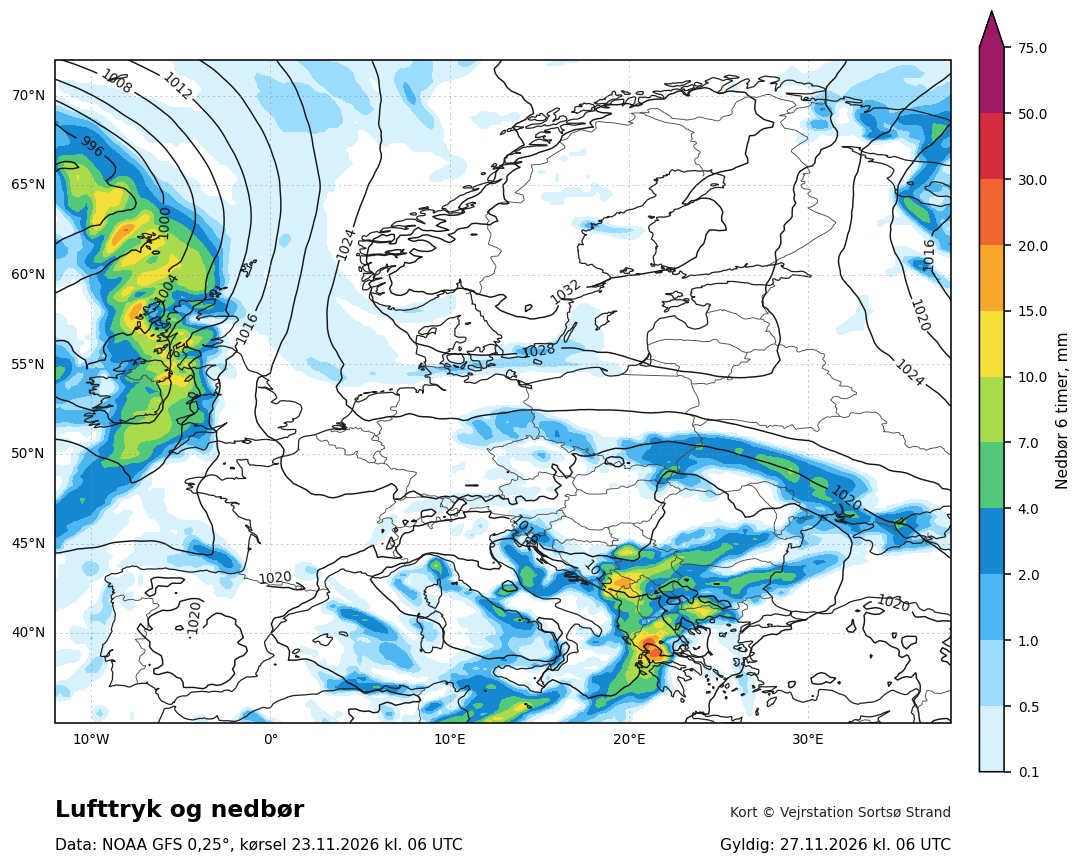 75.0
50.0
30.0
20.0
15.0
10.0
7.0
4.0
2.0
1.0
0.5
0.1
Nedbør 6 timer, mm
70°N
65°N
60°N
55°N
50°N
45°N
40°N
10°W
0°
10°E
20°E
30°E
1008
1012
996
1000
1004
1016
1024
1032
1028
1016
1020
1024
1020
1016
1012
1020
1020
1020
Lufttryk og nedbør
Kort © Vejrstation Sortsø Strand
Data: NOAA GFS 0,25°, kørsel 23.11.2026 kl. 06 UTC
Gyldig: 27.11.2026 kl. 06 UTC